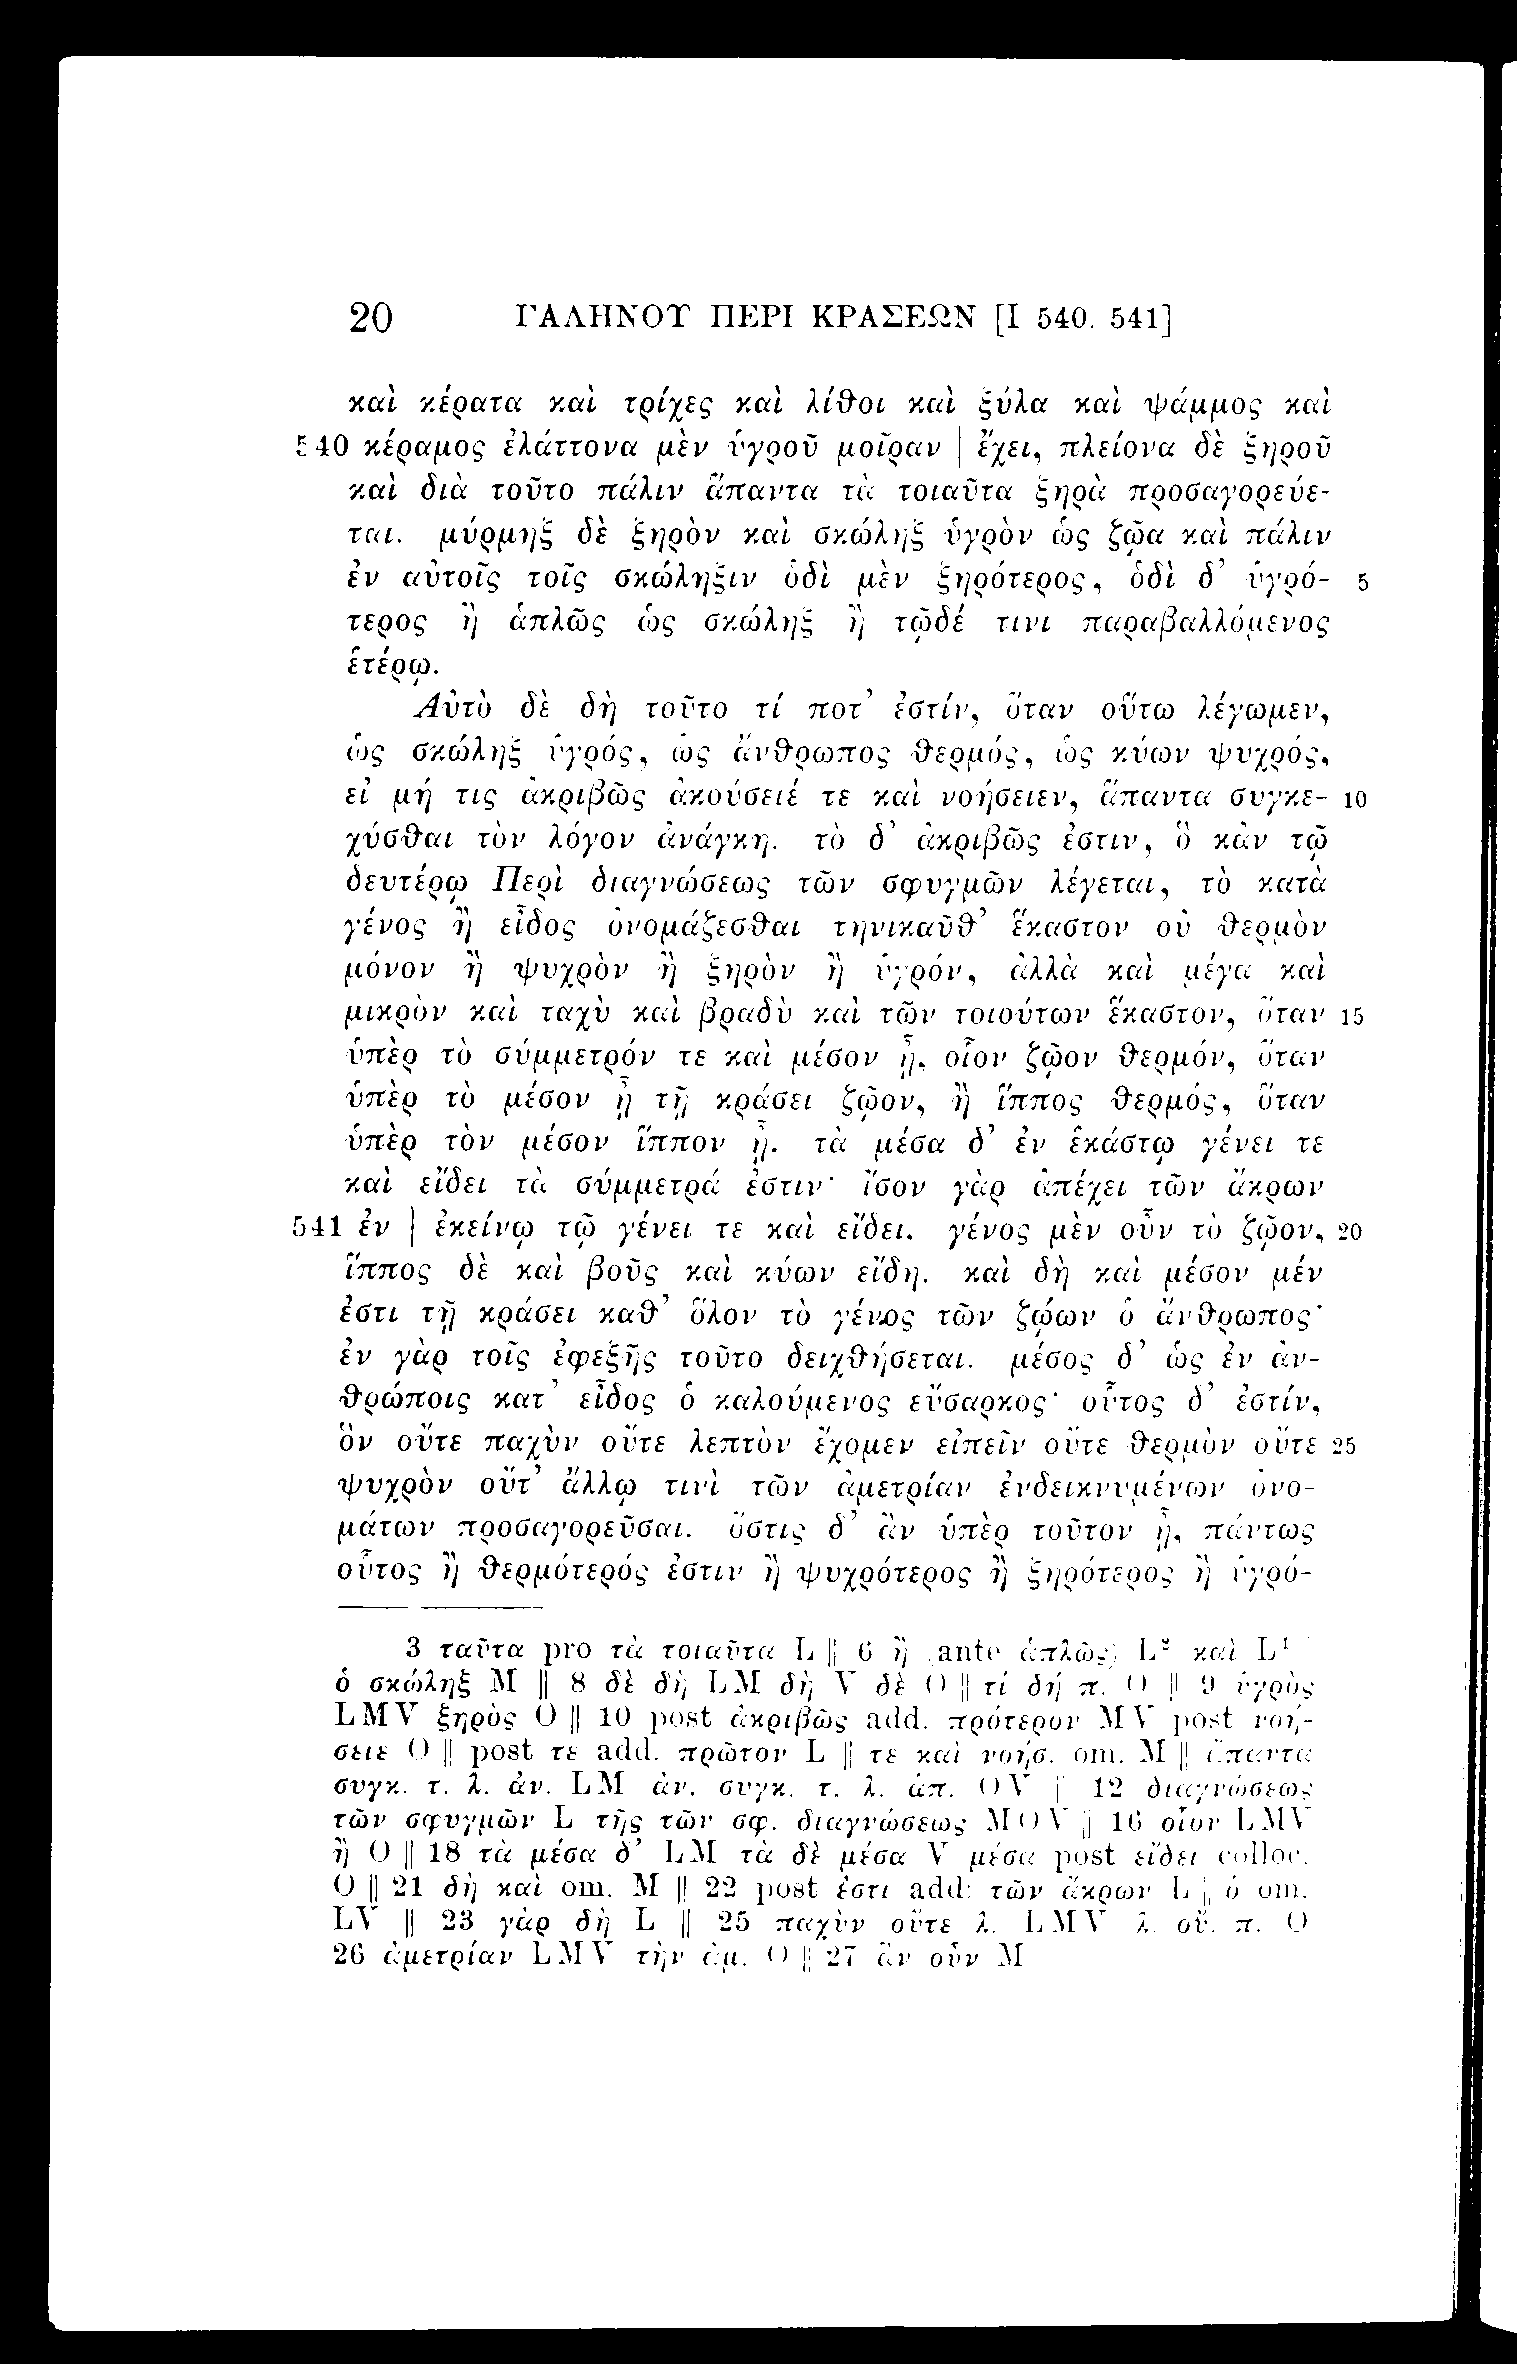 20 ΓΑΛΗΝΟΥ ΠΕΡΙ ΚΡΑΣΕΩΝ [I 540. 541]
καὶ κέρατα καὶ τρίχες καὶ λίθοι καὶ ξύλα καὶ ψάμμος καὶ
540 κέραμος ἐλάττονα μὲν ὑγροῦ μοῖραν | ἔχει, πλείονα δὲ ξηροῦ
καὶ διὰ τοῦτο πάλιν ἅπαντα τὰ τοιαῦτα ξηρὰ προσαγορεύε-
ται. μύρμηξ δὲ ξηρὸν καὶ σκώληξ ὑγρὸν ὡς ζῷα καὶ πάλιν
ἐν αὐτοῖς τοῖς σκώληξιν ὁδὶ μὲν ξηρότερος, ὁδὶ δ’ ὑγρό- 5
τερος ἢ ἁπλῶς ὡς σκώληξ ἢ τῷδέ τινι παραβαλλόμενος
ἑτέρῳ.
Αὐτὸ δὲ δὴ τοῦτο τί ποτ’ ἐστίν, ὅταν οὕτω λέγωμεν,
ὡς σκώληξ ὑγρός, ὡς ἄνθρωπος θερμός, ὡς κύων ψυχρός,
εἰ μή τις ἀκριβῶς ἀκούσειέ τε καὶ νοήσειεν, ἅπαντα συγκε- 10
χύσθαι τὸν λόγον ἀνάγκη. τὸ δ’ ἀκριβῶς ἐστιν, ὃ κἀν τῷ
δευτέρῳ Περὶ διαγνώσεως τῶν σφυγμῶν λέγεται, τὸ κατὰ
γένος ἢ εἶδος ὀνομάζεσθαι τηνικαῦθ’ ἕκαστον οὐ θερμὸν
μόνον ἢ ψυχρὸν ἢ ξηρὸν ἢ ὑγρόν, ἀλλὰ καὶ μέγα καὶ
μικρὸν καὶ ταχὺ καὶ βραδὺ καὶ τῶν τοιούτων ἕκαστον, ὅταν 15
ὑπὲρ τὸ σύμμετρόν τε καὶ μέσον ᾖ, οἷον ζῷον θερμόν, ὅταν
ὑπὲρ τὸ μέσον ᾖ τῇ κράσει ζῷον, ἢ ἵππος θερμός, ὅταν
ὑπὲρ τὸν μέσον ἵππον ᾖ. τὰ μέσα δ’ ἐν ἑκάστῳ γένει τε
καὶ εἴδει τὰ σύμμετρά ἐστιν· ἴσον γὰρ ἀπέχει τῶν ἄκρων
541 ἐν | ἐκείνῳ τῷ γένει τε καὶ εἴδει. γένος μὲν οὖν τὸ ζῷον, 20
ἵππος δὲ καὶ βοῦς καὶ κύων εἴδη. καὶ δὴ καὶ μέσον μέν
ἐστι τῇ κράσει καθ’ ὅλον τὸ γένος τῶν ζῴων ὁ ἄνθρωπος·
ἐν γὰρ τοῖς ἐφεξῆς τοῦτο δειχθήσεται. μέσος δ’ ὡς ἐν ἀν-
θρώποις κατ’ εἶδος ὁ καλούμενος εὔσαρκος· οὗτος δ’ ἐστίν,
ὃν οὔτε παχὺν οὔτε λεπτὸν ἔχομεν εἰπεῖν οὔτε θερμὸν οὔτε 25
ψυχρὸν οὔτ’ ἄλλῳ τινὶ τῶν ἀμετρίαν ἐνδεικνυμένων ὀνο-
μάτων προσαγορεῦσαι. ὅστις δ’ ἂν ὑπὲρ τοῦτον ᾖ, πάντως
οὗτος ἢ θερμότερός ἐστιν ἢ ψυχρότερος ἢ ξηρότερος ἢ ὑγρό-
3 ταῦτα pro τὰ τοιαῦτα L || 6 ἢ (ante ἁπλῶς) L² καὶ L¹
ὁ σκώληξ M || 8 δὲ δὴ LM δὴ V δὲ O || τί δή π. O || 9 ὑγρὸς
LMV ξηρὸς O || 10 post ἀκριβῶς add. πρότερον MV post νοή-
σειε O || post τε add. πρῶτον L || τε καὶ νοήσ. om. M || ἅπαντα
συγκ. τ. λ. ἀν. LM ἀν. συγκ. τ. λ. ἁπ. OV | 12 διαγνώσεως
τῶν σφυγμῶν L τῆς τῶν σφ. διαγνώσεως MOV || 16 οἷον LMV
ἢ O || 18 τὰ μέσα δ’ LM τὰ δὲ μέσα V μέσα post εἴδει colloc.
O || 21 δὴ καὶ om. M || 22 post ἐστι add. τῶν ἄκρων L || ὁ om.
LV || 23 γὰρ δὴ L || 25 παχὺν οὔτε λ. LMV λ. οὔ. π. O
26 ἀμετρίαν LMV τὴν ἀμ. O || 27 ἂν οὖν M